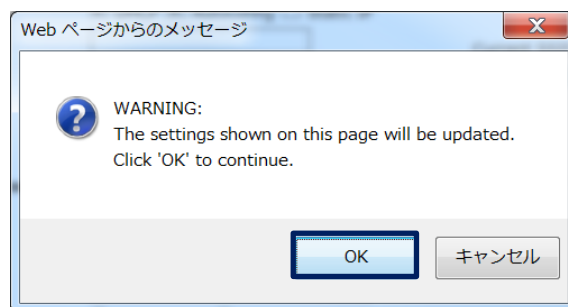 Web ページからのメッセージ
X
WARNING:
The settings shown on this page will be updated.
Click 'OK' to continue.
OK
キャンセル